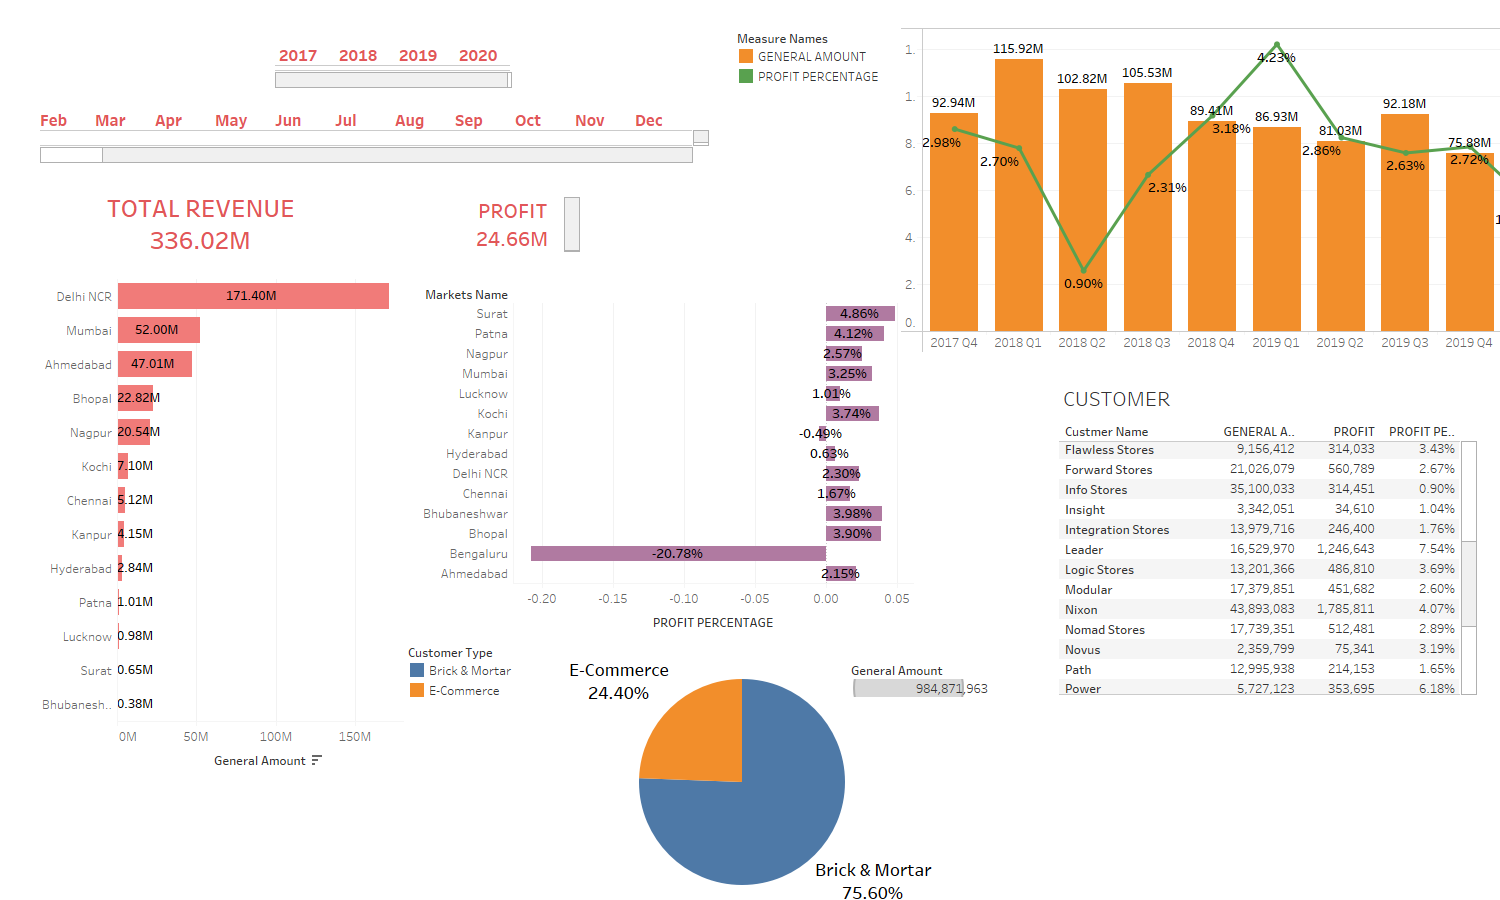 2017 2018 2019 2020
Feb Mar Apr May Jun Jul Aug Sep Oct Nov Dec
TOTAL REVENUE
336.02M
PROFIT
24.66M
Measure Names
GENERAL AMOUNT
PROFIT PERCENTAGE
1.
1.
8.
6.
4.
2.
0.
92.94M
115.92M
102.82M
105.53M
89.41M
86.93M
81.03M
92.18M
75.88M
2.98%
2.70%
0.90%
2.31%
3.18%
4.23%
2.86%
2.63%
2.72%
1
2017 Q4 2018 Q1 2018 Q2 2018 Q3 2018 Q4 2019 Q1 2019 Q2 2019 Q3 2019 Q4
Delhi NCR 171.40M
Mumbai 52.00M
Ahmedabad 47.01M
Bhopal 22.82M
Nagpur 20.54M
Kochi 7.10M
Chennai 5.12M
Kanpur 4.15M
Hyderabad 2.84M
Patna 1.01M
Lucknow 0.98M
Surat 0.65M
Bhubanesh.. 0.38M
0M 50M 100M 150M
General Amount
Markets Name
Surat 4.86%
Patna 4.12%
Nagpur 2.57%
Mumbai 3.25%
Lucknow 1.01%
Kochi 3.74%
Kanpur -0.49%
Hyderabad 0.63%
Delhi NCR 2.30%
Chennai 1.67%
Bhubaneshwar 3.98%
Bhopal 3.90%
Bengaluru -20.78%
Ahmedabad 2.15%
-0.20 -0.15 -0.10 -0.05 0.00 0.05
PROFIT PERCENTAGE
CUSTOMER
Custmer Name GENERAL A.. PROFIT PROFIT PE..
Flawless Stores 9,156,412 314,033 3.43%
Forward Stores 21,026,079 560,789 2.67%
Info Stores 35,100,033 314,451 0.90%
Insight 3,342,051 34,610 1.04%
Integration Stores 13,979,716 246,400 1.76%
Leader 16,529,970 1,246,643 7.54%
Logic Stores 13,201,366 486,810 3.69%
Modular 17,379,851 451,682 2.60%
Nixon 43,893,083 1,785,811 4.07%
Nomad Stores 17,739,351 512,481 2.89%
Novus 2,359,799 75,341 3.19%
Path 12,995,938 214,153 1.65%
Power 5,727,123 353,695 6.18%
Customer Type
Brick & Mortar
E-Commerce
E-Commerce
24.40%
Brick & Mortar
75.60%
General Amount
984,871,963